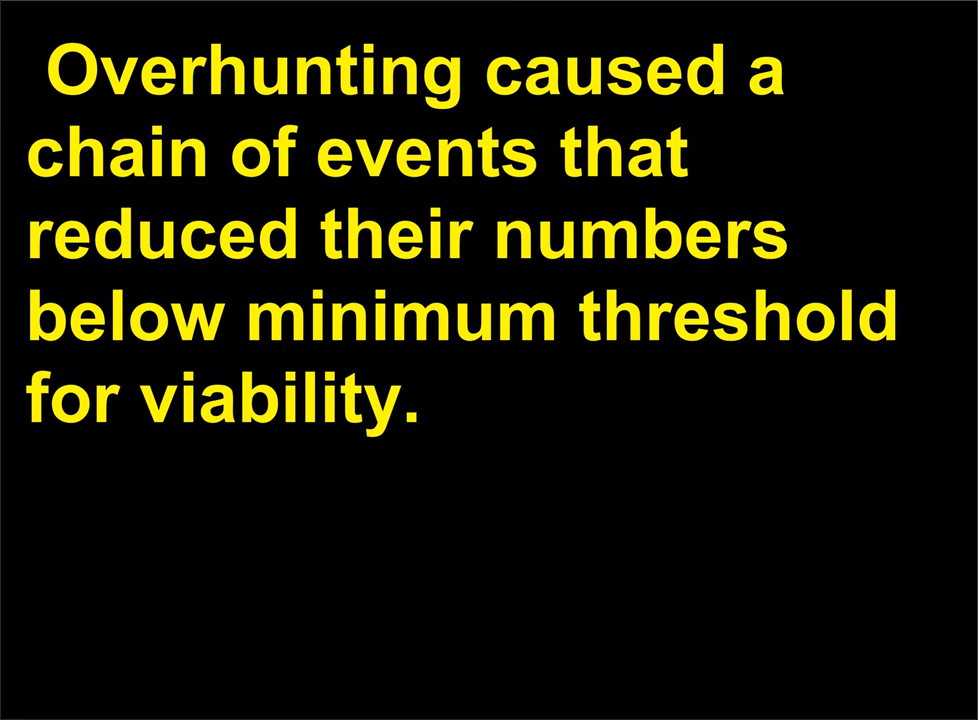 Overhunting caused a
chain of events that
reduced their numbers
below minimum threshold
for viability.